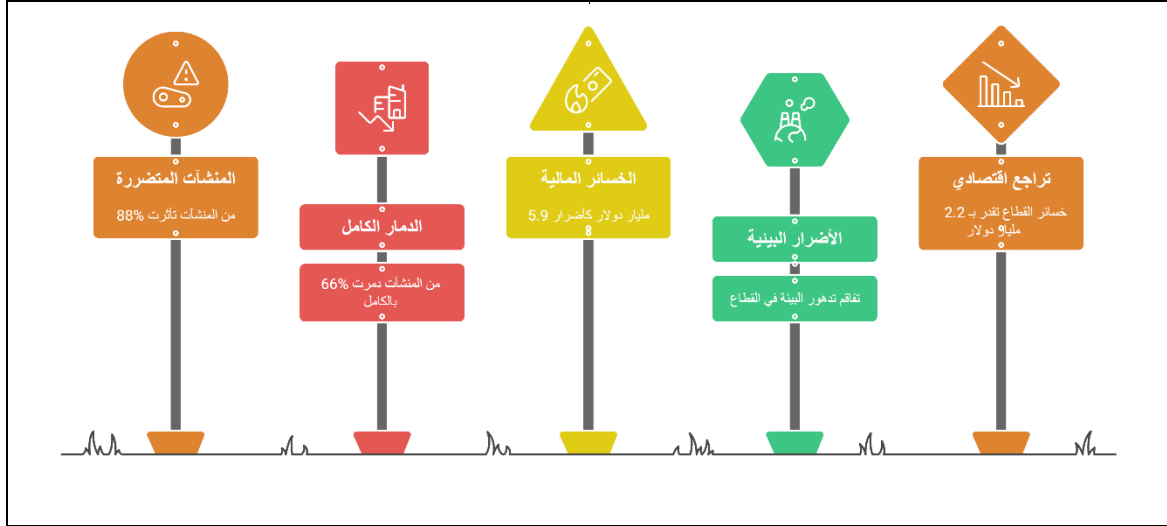 تراجع اقتصادي
خسائر القطاع تقدر بـ 2.2
مليار دولار
الأضرار البيئية
تفاقم تدهور البيئة في القطاع
الخسائر المالية
مليار دولار كأضرار 5.9
8
الدمار الكامل
من المنشآت دمرت 66%
بالكامل
المنشآت المتضررة
من المنشآت تأثرت 88%